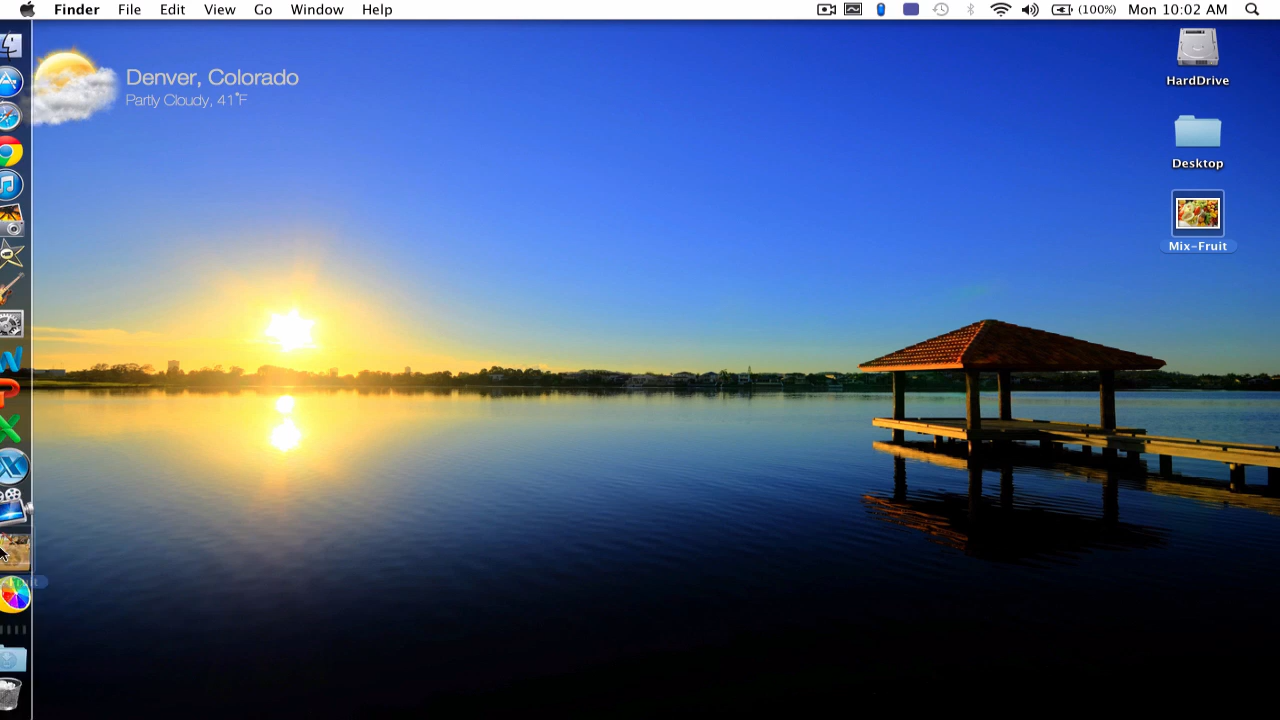 Finder File Edit View Go Window Help
(100%) Mon 10:02 AM
Denver, Colorado
Partly Cloudy, 41°F
HardDrive
Desktop
Mix-Fruit